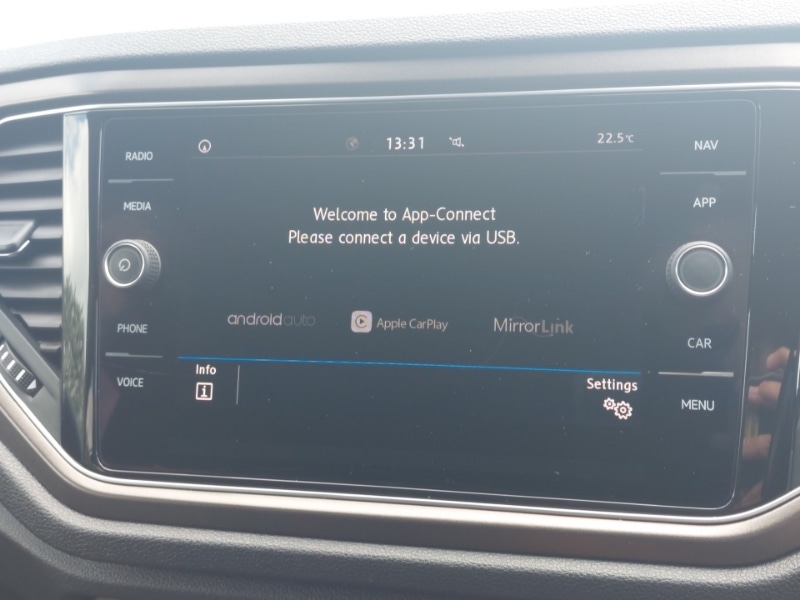 RADIO
MEDIA
PHONE
VOICE
13:31
22.5°C
Welcome to App-Connect
Please connect a device via USB.
androidauto
Apple CarPlay
MirrorLink
Info
i
Settings
NAV
APP
CAR
MENU